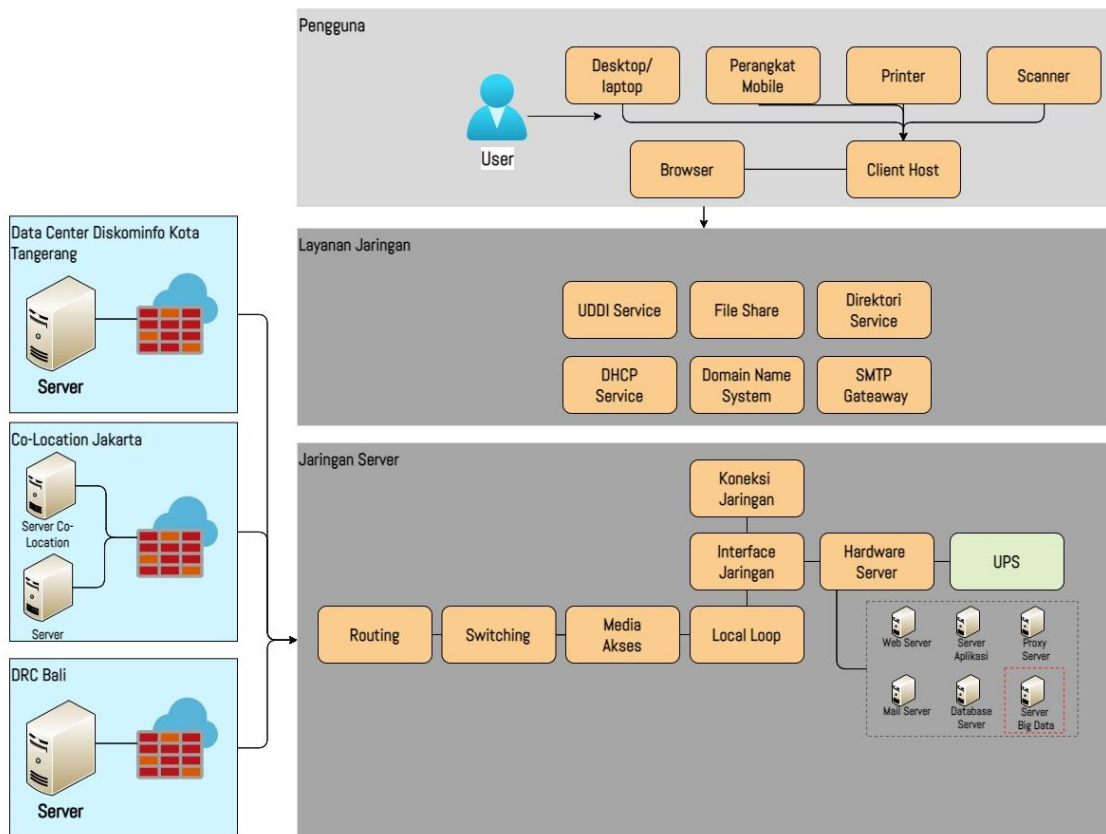 Pengguna
Desktop/
laptop
Perangkat
Mobile
Printer
Scanner
User
Browser
Client Host
Data Center Diskominfo Kota
Tangerang
Server
Layanan Jaringan
UDDI Service
File Share
Direktori
Service
DHCP
Service
Domain Name
System
SMTP
Gateaway
Co-Location Jakarta
Server Co-
Location
Server
Jaringan Server
Koneksi
Jaringan
Interface
Jaringan
Hardware
Server
UPS
Routing
Switching
Media
Akses
Local Loop
Web Server
Server
Aplikasi
Proxy
Server
Mail Server
Database
Server
Server
Big Data
DRC Bali
Server